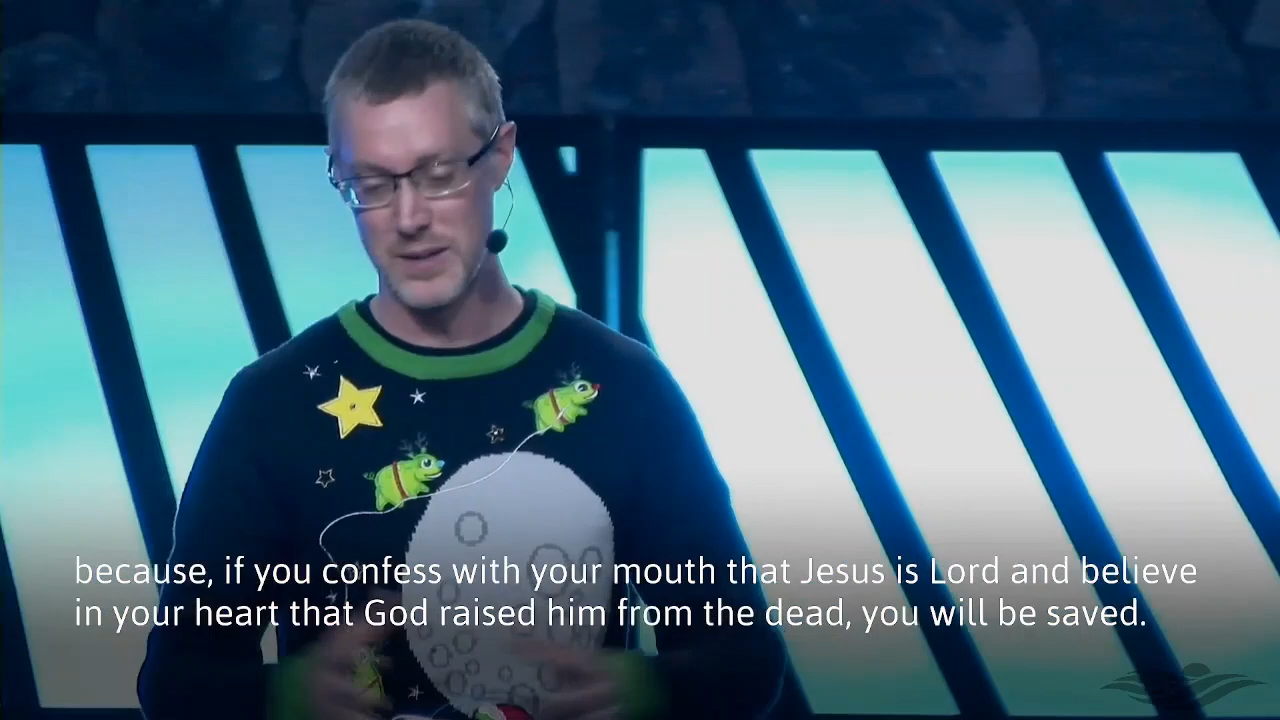 because, if you confess with your mouth that Jesus is Lord and believe
in your heart that God raised him from the dead, you will be saved.